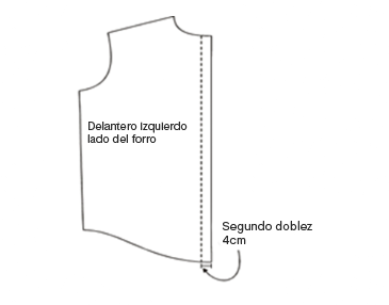 Delantero izquierdo
lado del forro
Segundo doblez
4cm